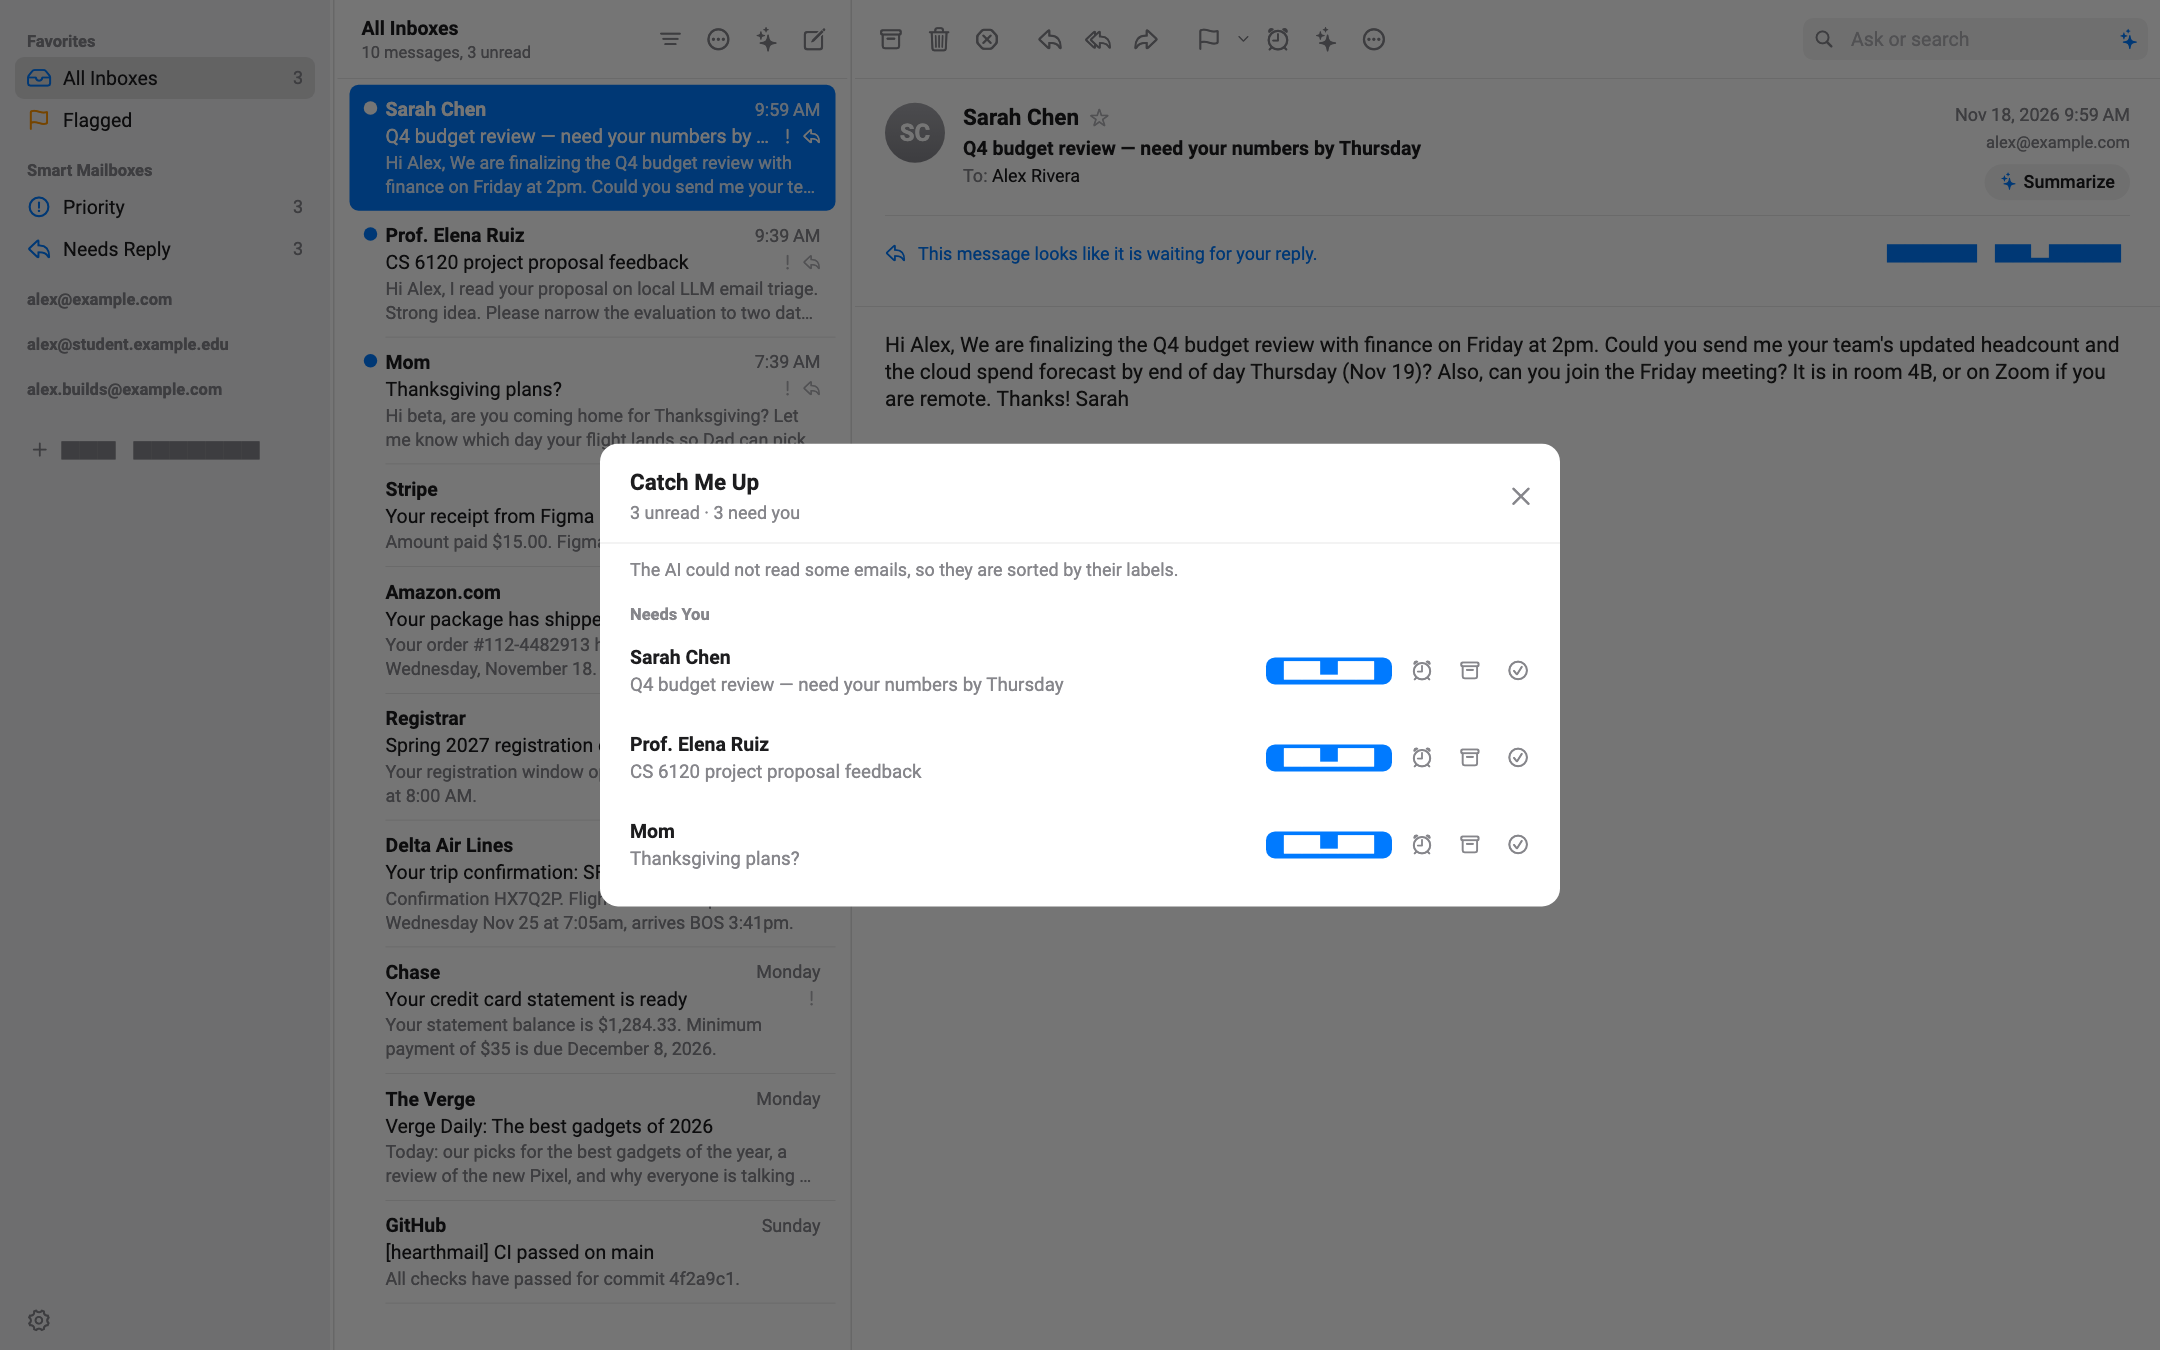 Favorites
All Inboxes 3
Flagged
Smart Mailboxes
Priority 3
Needs Reply 3
alex@example.com
alex@student.example.edu
alex.builds@example.com
All Inboxes
10 messages, 3 unread
Sarah Chen 9:59 AM
Q4 budget review — need your numbers by ... !
Hi Alex, We are finalizing the Q4 budget review with
finance on Friday at 2pm. Could you send me your te...
Prof. Elena Ruiz 9:39 AM
CS 6120 project proposal feedback !
Hi Alex, I read your proposal on local LLM email triage.
Strong idea. Please narrow the evaluation to two dat...
Mom 7:39 AM
Thanksgiving plans? !
Hi beta, are you coming home for Thanksgiving? Let
me know which day your flight lands so Dad can pick
Stripe
Your receipt from Figma
Amount paid $15.00. Figma
Amazon.com
Your package has shippe
Your order #112-4482913 h
Wednesday, November 18.
Registrar
Spring 2027 registration
Your registration window o
at 8:00 AM.
Delta Air Lines
Your trip confirmation: SF
Confirmation HX7Q2P. Fligh
Wednesday Nov 25 at 7:05am, arrives BOS 3:41pm.
Chase Monday
Your credit card statement is ready !
Your statement balance is $1,284.33. Minimum
payment of $35 is due December 8, 2026.
The Verge Monday
Verge Daily: The best gadgets of 2026
Today: our picks for the best gadgets of the year, a
review of the new Pixel, and why everyone is talking ...
GitHub Sunday
[hearthmail] CI passed on main
All checks have passed for commit 4f2a9c1.
Ask or search
SC
Sarah Chen
Q4 budget review — need your numbers by Thursday
To: Alex Rivera
Nov 18, 2026 9:59 AM
alex@example.com
Summarize
This message looks like it is waiting for your reply.
Hi Alex, We are finalizing the Q4 budget review with finance on Friday at 2pm. Could you send me your team's updated headcount and
the cloud spend forecast by end of day Thursday (Nov 19)? Also, can you join the Friday meeting? It is in room 4B, or on Zoom if you
are remote. Thanks! Sarah
Catch Me Up
3 unread · 3 need you
The AI could not read some emails, so they are sorted by their labels.
Needs You
Sarah Chen
Q4 budget review — need your numbers by Thursday
Prof. Elena Ruiz
CS 6120 project proposal feedback
Mom
Thanksgiving plans?